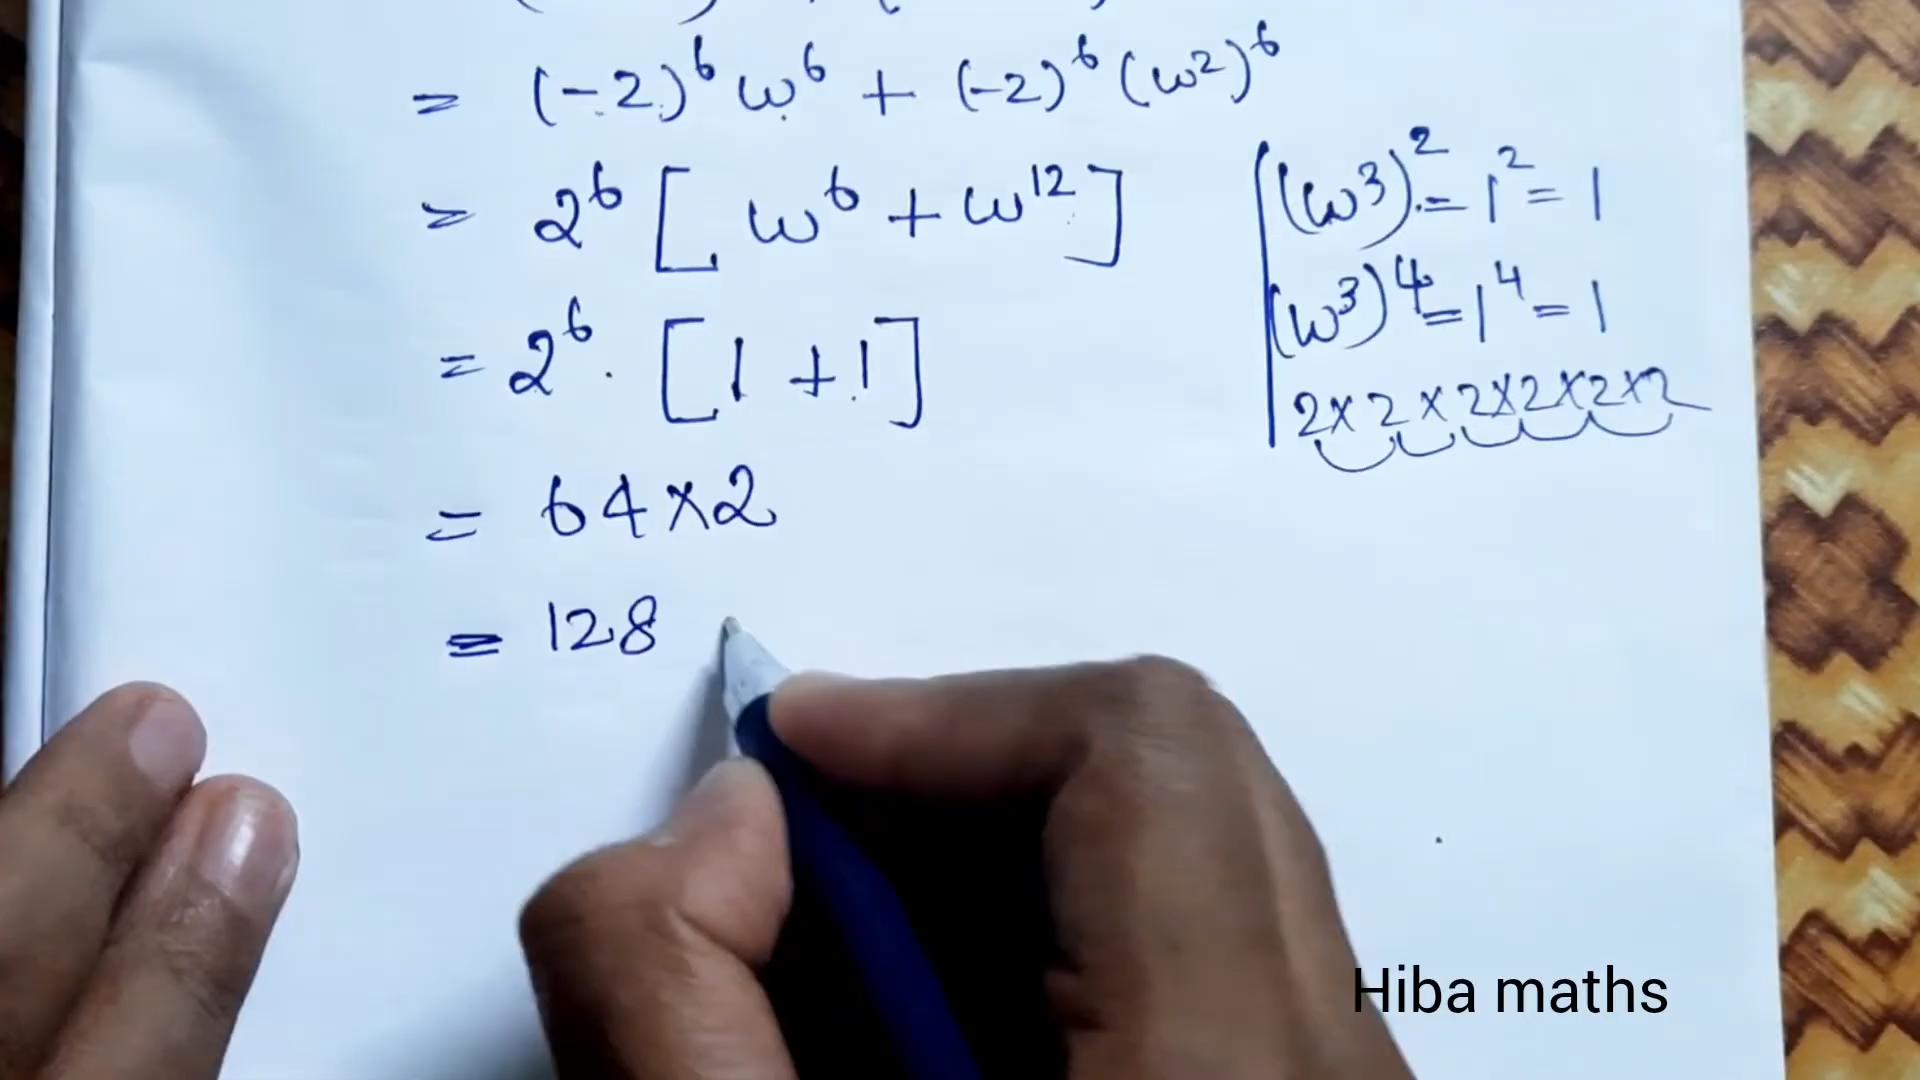 = (-2)⁶ ω⁶ + (-2)⁶ (ω²)⁶
= 2⁶ [ ω⁶ + ω¹² ]
= 2⁶ · [1 + 1]
= 64 × 2
= 128
(ω³)² = 1² = 1
(ω³)⁴ = 1⁴ = 1
2×2×2×2×2×2
Hiba maths